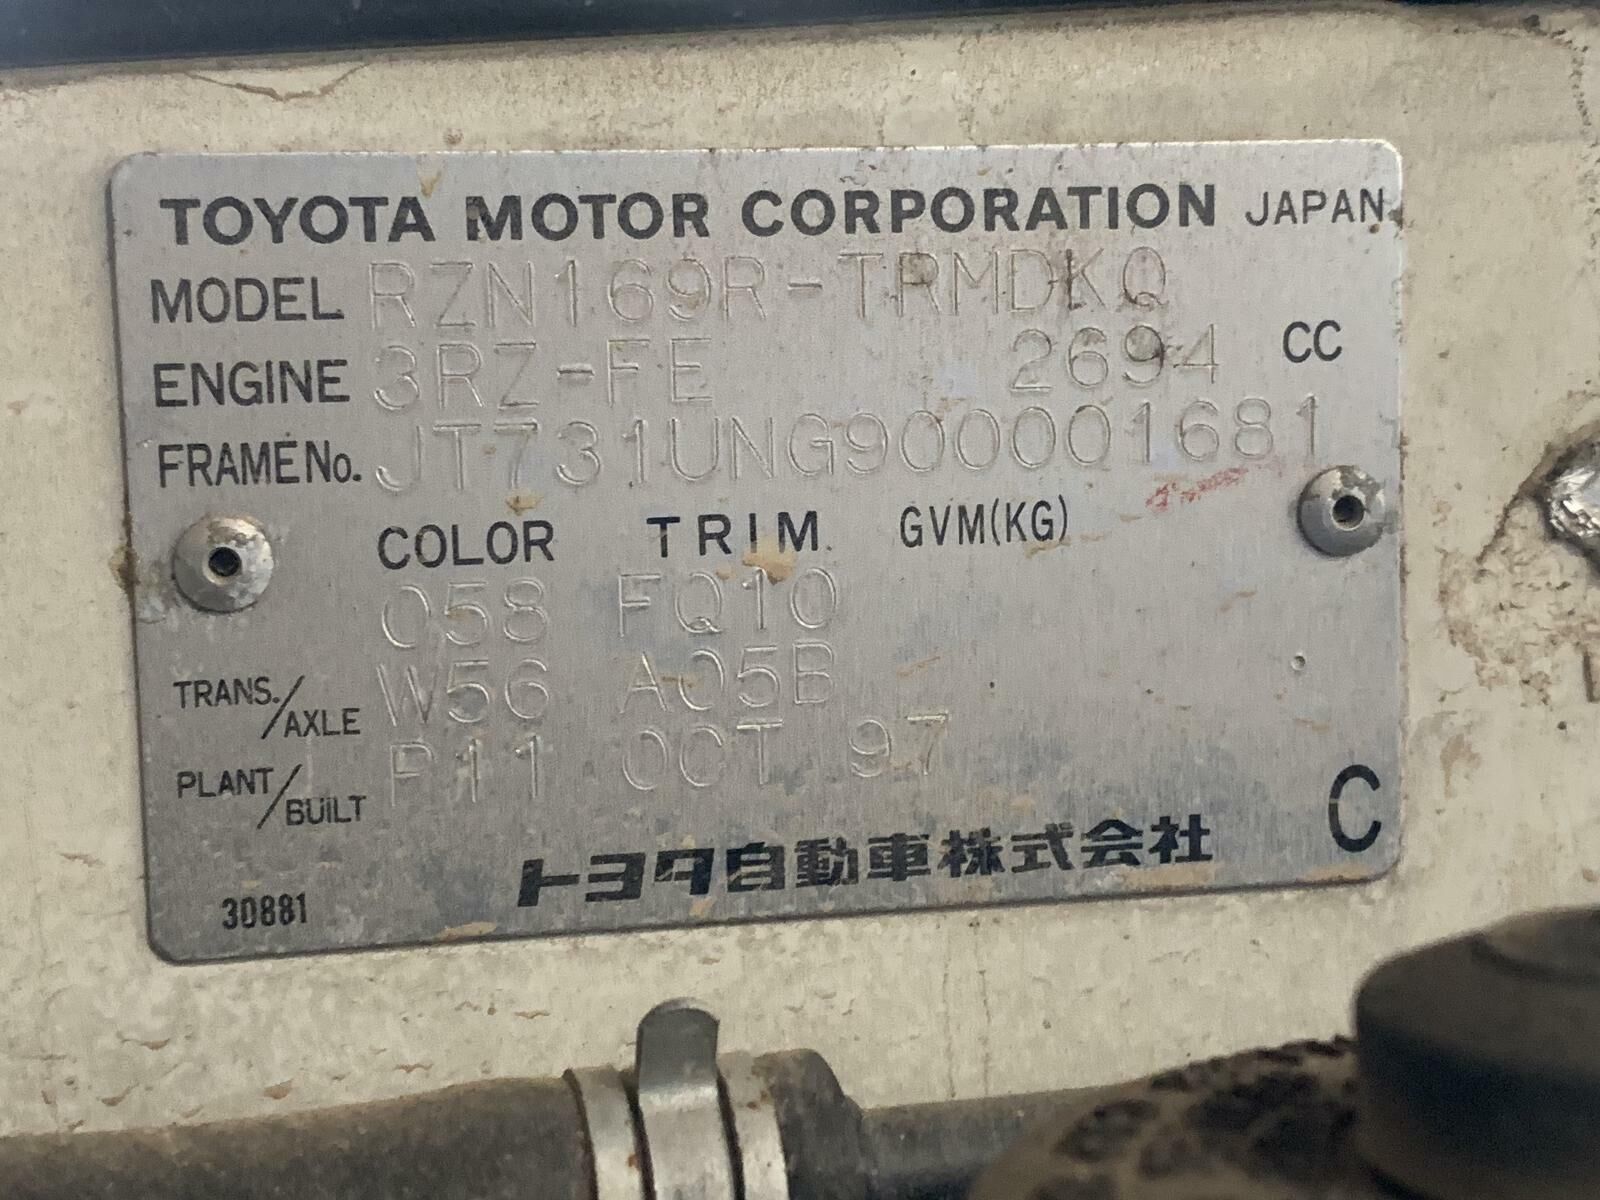 TOYOTA MOTOR CORPORATION JAPAN
MODEL RZN169R-TRMDKQ
ENGINE 3RZ-FE 2694 CC
FRAME No. JT731UNG900001681
COLOR TRIM GVM(KG)
058 FQ10
TRANS./AXLE W56 A05B
PLANT/BUILT P11 OCT 97
トヨタ自動車株式会社 C
30881